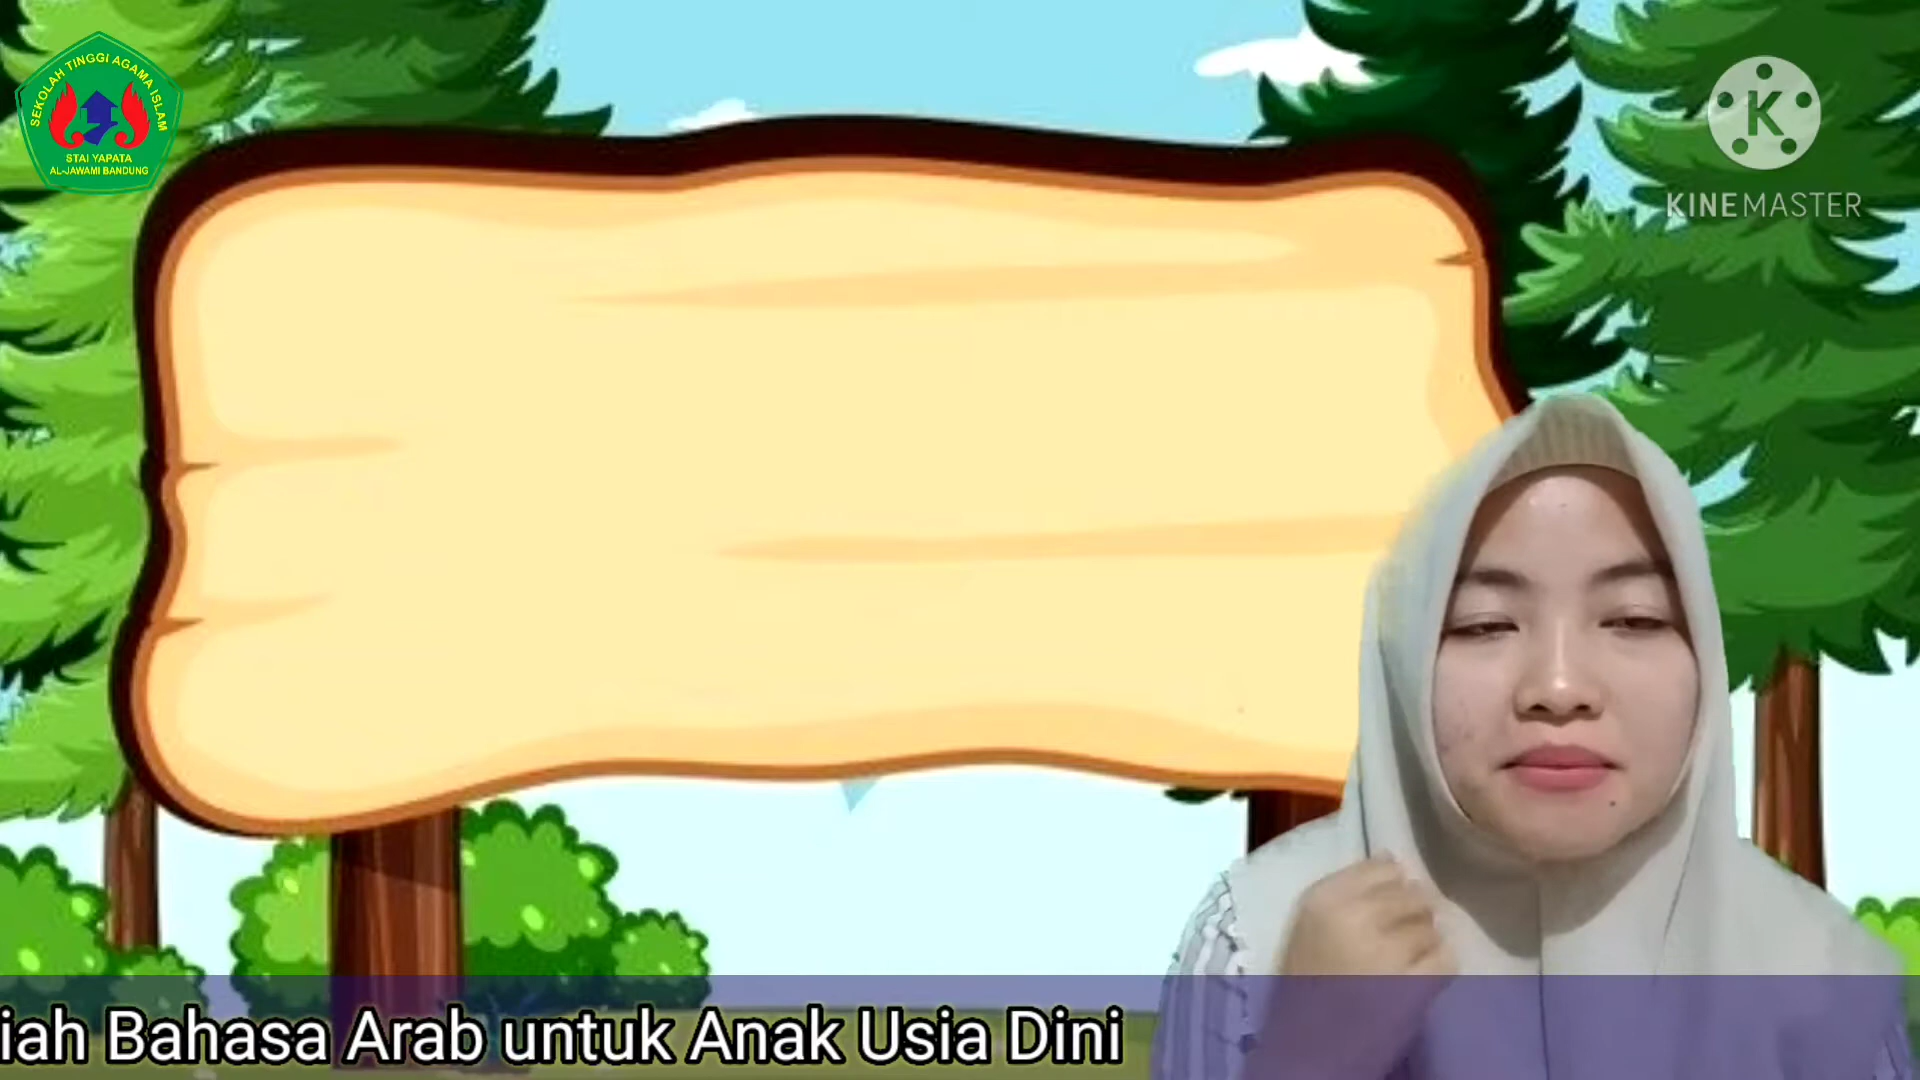 SEKOLAH TINGGI AGAMA ISLAM
STAI YAPATA
AL-JAWAMI BANDUNG
K
KINEMASTER
iah Bahasa Arab untuk Anak Usia Dini